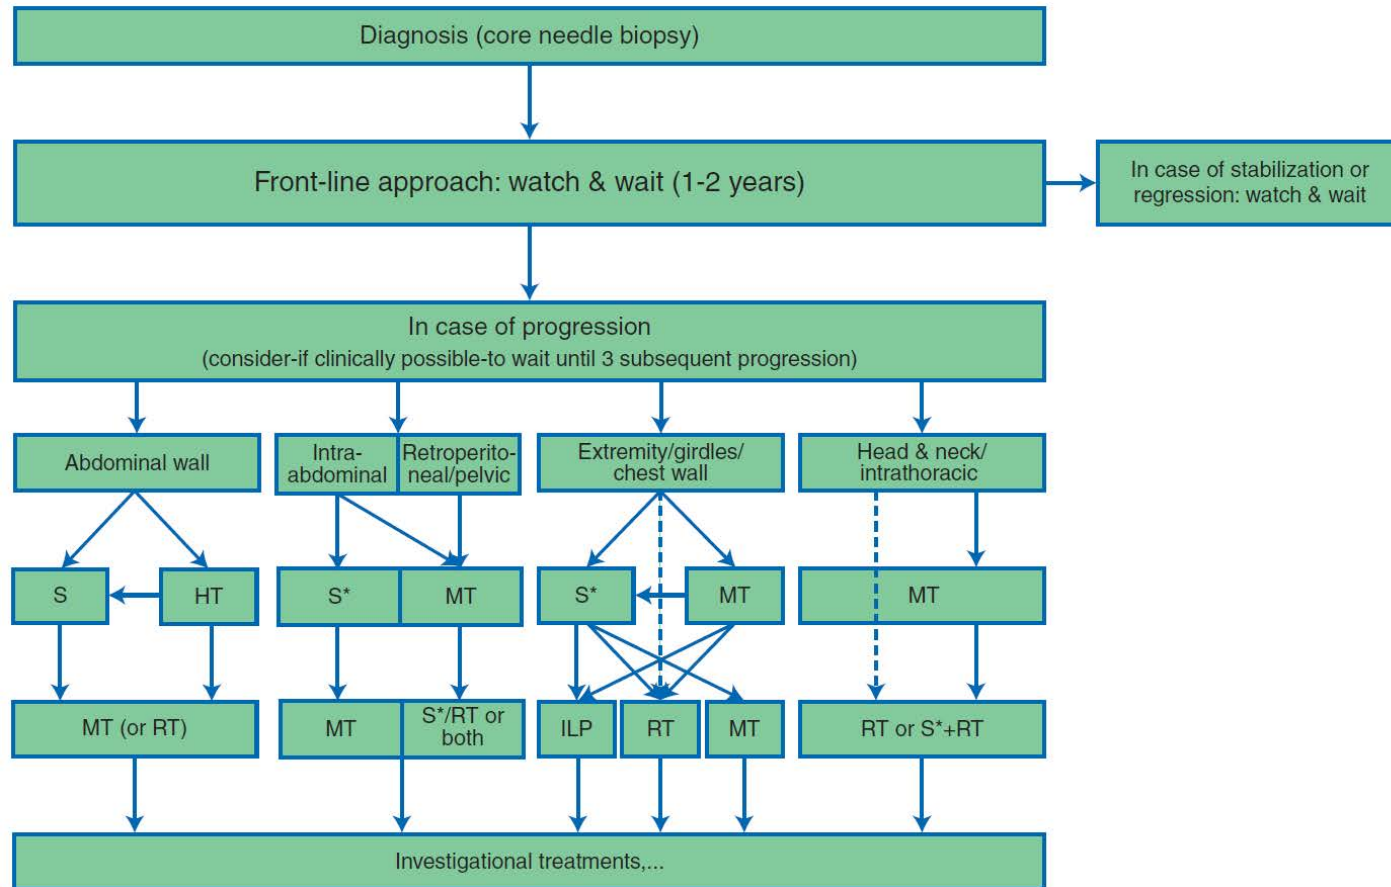 Diagnosis (core needle biopsy)
Front-line approach: watch & wait (1-2 years)
In case of stabilization or
regression: watch & wait
In case of progression
(consider-if clinically possible-to wait until 3 subsequent progression)
Abdominal wall
Intra-
abdominal
Retroperito-
neal/pelvic
Extremity/girdles/
chest wall
Head & neck/
intrathoracic
S
HT
S*
MT
S*
MT
MT
MT (or RT)
MT
S*/RT or
both
ILP
RT
MT
RT or S*+RT
Investigational treatments,...